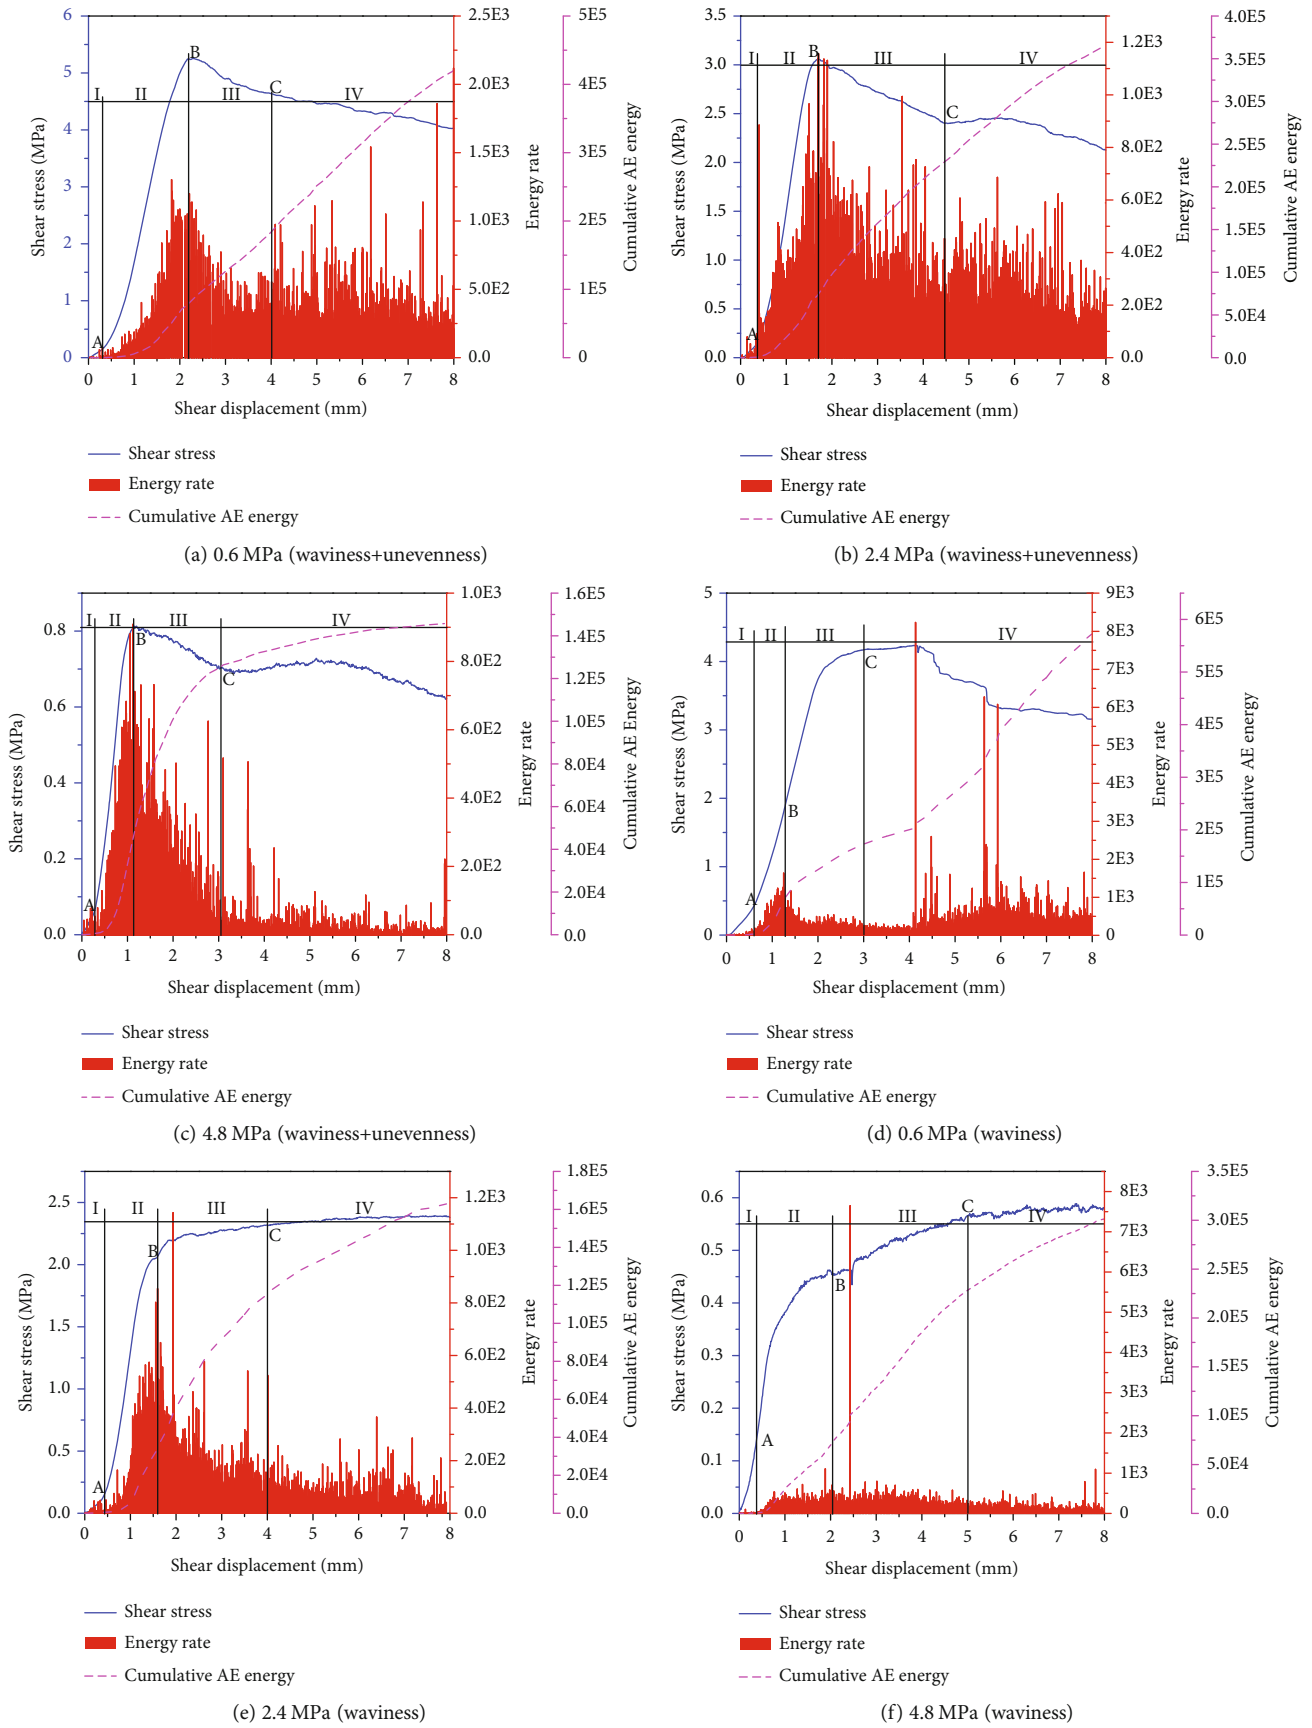 6
5
4
3
2
1
0
Shear stress (MPa)
I
II
III
IV
A
B
C
0 1 2 3 4 5 6 7 8
Shear displacement (mm)
2.5E3
2.0E3
1.5E3
1.0E3
5.0E2
0.0
Energy rate
5E5
4E5
3E5
2E5
1E5
0
Cumulative AE energy
Shear stress
Energy rate
Cumulative AE energy
(a) 0.6 MPa (waviness+unevenness)
3.5
3.0
2.5
2.0
1.5
1.0
0.5
0.0
Shear stress (MPa)
I
II
III
IV
A
B
C
0 1 2 3 4 5 6 7 8
Shear displacement (mm)
1.2E3
1.0E3
8.0E2
6.0E2
4.0E2
2.0E2
0.0
Energy rate
4.0E5
3.5E5
3.0E5
2.5E5
2.0E5
1.5E5
1.0E5
5.0E4
0.0
Cumulative AE energy
Shear stress
Energy rate
Cumulative AE energy
(b) 2.4 MPa (waviness+unevenness)
0.8
0.6
0.4
0.2
0.0
Shear stress (MPa)
I
II
III
IV
A
B
C
0 1 2 3 4 5 6 7 8
Shear displacement (mm)
1.0E3
8.0E2
6.0E2
4.0E2
2.0E2
0.0
Energy rate
1.6E5
1.4E5
1.2E5
1.0E5
8.0E4
6.0E4
4.0E4
2.0E4
0.0
Cumulative AE Energy
Shear stress
Energy rate
Cumulative AE energy
(c) 4.8 MPa (waviness+unevenness)
5
4
3
2
1
0
Shear stress (MPa)
I
II
III
IV
A
B
C
0 1 2 3 4 5 6 7 8
Shear displacement (mm)
9E3
8E3
7E3
6E3
5E3
4E3
3E3
2E3
1E3
0
Energy rate
6E5
5E5
4E5
3E5
2E5
1E5
0
Cumulative AE energy
Shear stress
Energy rate
Cumulative AE energy
(d) 0.6 MPa (waviness)
2.5
2.0
1.5
1.0
0.5
0.0
Shear stress (MPa)
I
II
III
IV
A
B
C
0 1 2 3 4 5 6 7 8
Shear displacement (mm)
1.2E3
1.0E3
8.0E2
6.0E2
4.0E2
2.0E2
0.0
Energy rate
1.8E5
1.6E5
1.4E5
1.2E5
1.0E5
8.0E4
6.0E4
4.0E4
2.0E4
0.0
Cumulative AE energy
Shear stress
Energy rate
Cumulative AE energy
(e) 2.4 MPa (waviness)
0.6
0.5
0.4
0.3
0.2
0.1
0.0
Shear stress (MPa)
I
II
III
IV
A
B
C
0 1 2 3 4 5 6 7 8
Shear displacement (mm)
8E3
7E3
6E3
5E3
4E3
3E3
2E3
1E3
0
Energy rate
3.5E5
3.0E5
2.5E5
2.0E5
1.5E5
1.0E5
5.0E4
0.0
Cumulative AE energy
Shear stress
Energy rate
Cumulative AE energy
(f) 4.8 MPa (waviness)